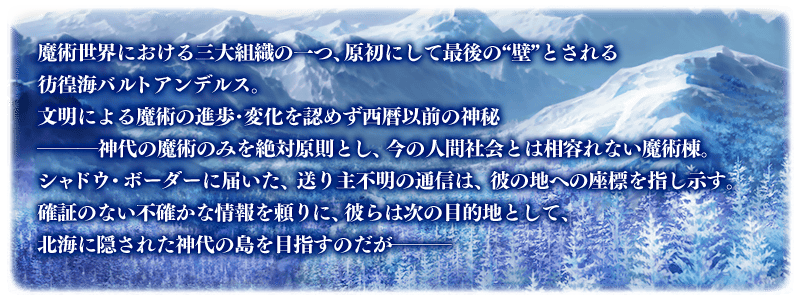 魔術世界における三大組織の一つ、原初にして最後の“壁”とされる
彷徨海バルトアンデルス。
文明による魔術の進歩・変化を認めず西暦以前の神秘
―――神代の魔術のみを絶対原則とし、今の人間社会とは相容れない魔術棟。
シャドウ・ボーダーに届いた、送り主不明の通信は、彼の地への座標を指し示す。
確証のない不確かな情報を頼りに、彼らは次の目的地として、
北海に隠された神代の島を目指すのだが―――